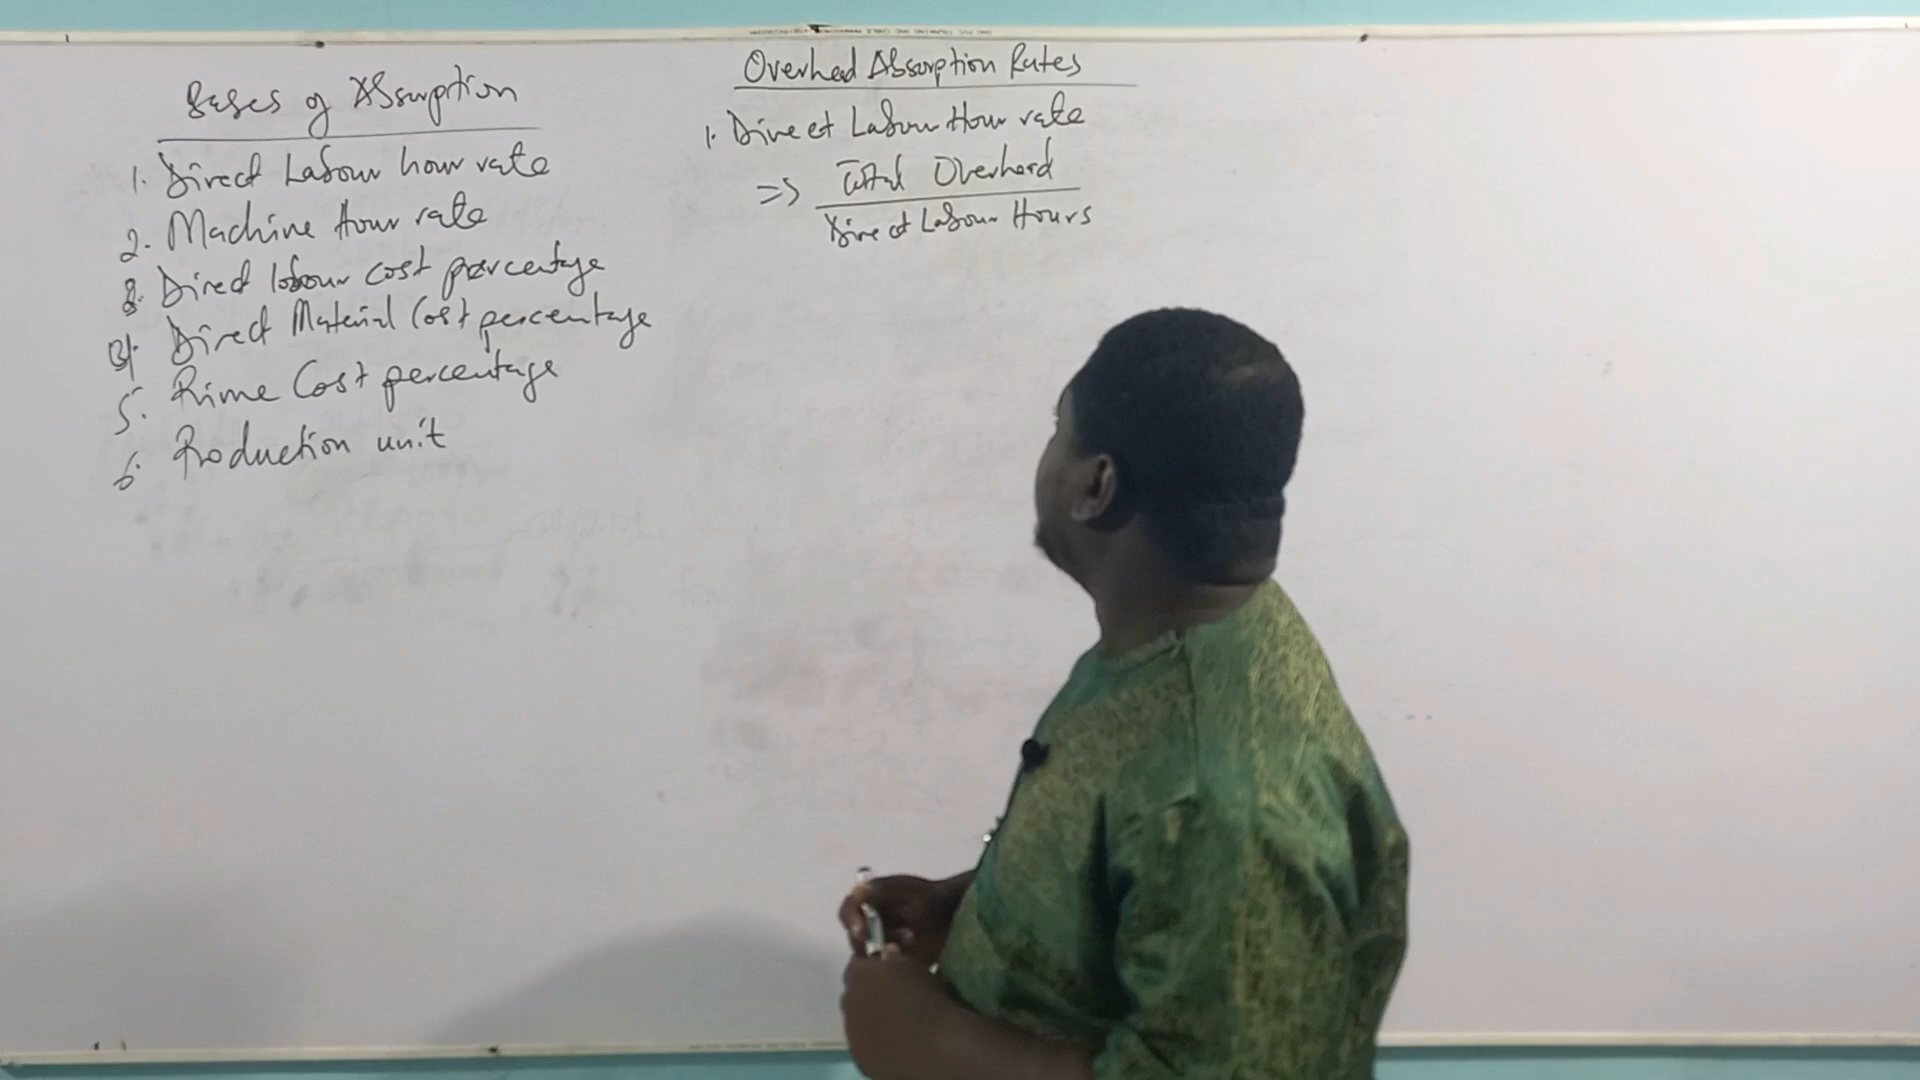 Bases of Absorption
1. Direct Labour hour rate
2. Machine Hour rate
3. Direct labour cost percentage
4. Direct Material Cost percentage
5. Prime Cost percentage
6. Production unit
Overhead Absorption Rates
1. Direct Labour Hour rate
=> Total Overhead
Direct Labour Hours